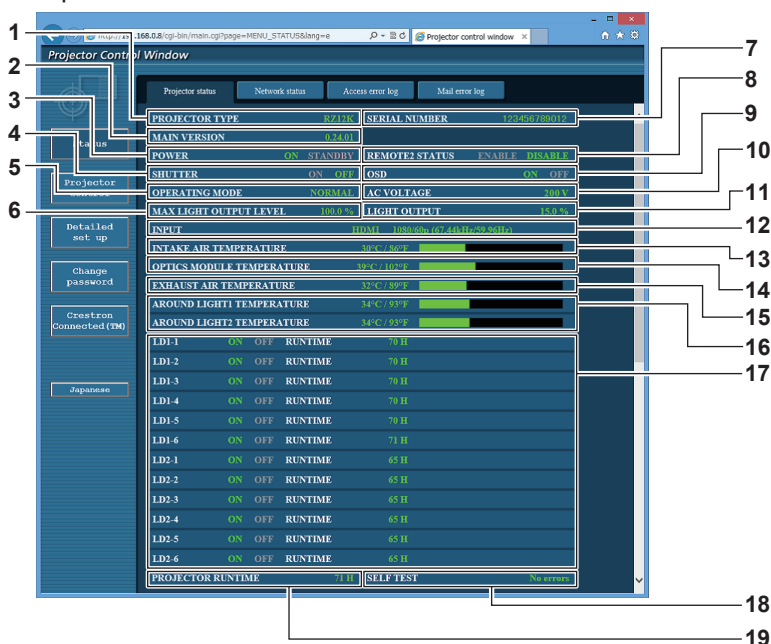 .168.0.8/cgi-bin/main.cgi?page=MENU_STATUS&lang=e
Projector control window ×
Projector Control Window
Projector status
Network status
Access error log
Mail error log
PROJECTOR TYPE RZ12K
SERIAL NUMBER 123456789012
MAIN VERSION 0.24.01
POWER ON STANDBY
REMOTE2 STATUS ENABLE DISABLE
SHUTTER ON OFF
OSD ON OFF
OPERATING MODE NORMAL
AC VOLTAGE 200 V
MAX LIGHT OUTPUT LEVEL 100.0 %
LIGHT OUTPUT 15.0 %
INPUT HDMI 1080/60p (67.44kHz/59.96Hz)
INTAKE AIR TEMPERATURE 30°C / 86°F
OPTICS MODULE TEMPERATURE 39°C / 102°F
EXHAUST AIR TEMPERATURE 32°C / 89°F
AROUND LIGHT1 TEMPERATURE 34°C / 93°F
AROUND LIGHT2 TEMPERATURE 34°C / 93°F
LD1-1 ON OFF RUNTIME 70 H
LD1-2 ON OFF RUNTIME 70 H
LD1-3 ON OFF RUNTIME 70 H
LD1-4 ON OFF RUNTIME 70 H
LD1-5 ON OFF RUNTIME 70 H
LD1-6 ON OFF RUNTIME 71 H
LD2-1 ON OFF RUNTIME 65 H
LD2-2 ON OFF RUNTIME 65 H
LD2-3 ON OFF RUNTIME 65 H
LD2-4 ON OFF RUNTIME 65 H
LD2-5 ON OFF RUNTIME 65 H
LD2-6 ON OFF RUNTIME 65 H
PROJECTOR RUNTIME 71 H
SELF TEST No errors
Projector
Detailed
set up
Change
password
Crestron
Connected(TM)
Japanese
1
2
3
4
5
6
7
8
9
10
11
12
13
14
15
16
17
18
19